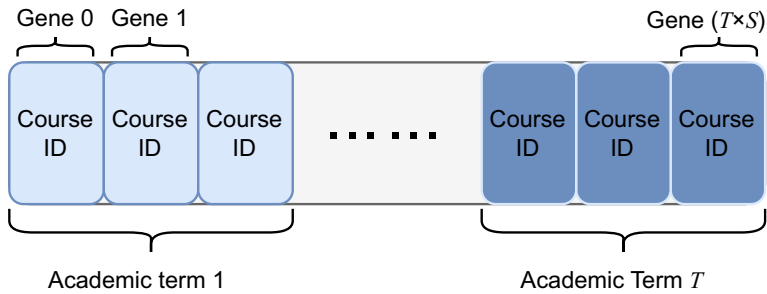 Gene 0 Gene 1 Gene (T×S)
Course ID
Course ID
Course ID
......
Course ID
Course ID
Course ID
Academic term 1
Academic Term T